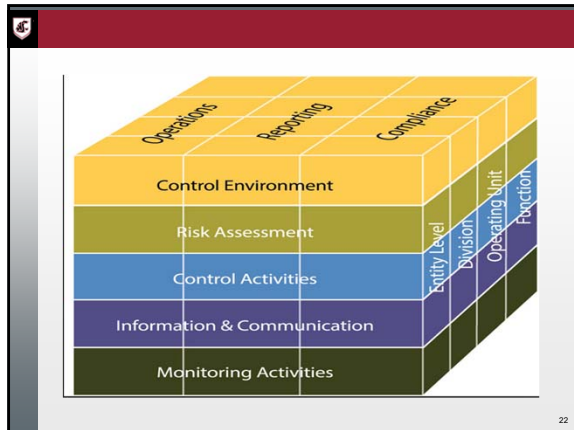 Operations
Reporting
Compliance
Control Environment
Risk Assessment
Control Activities
Information & Communication
Monitoring Activities
Entity Level
Division
Operating Unit
Function
22